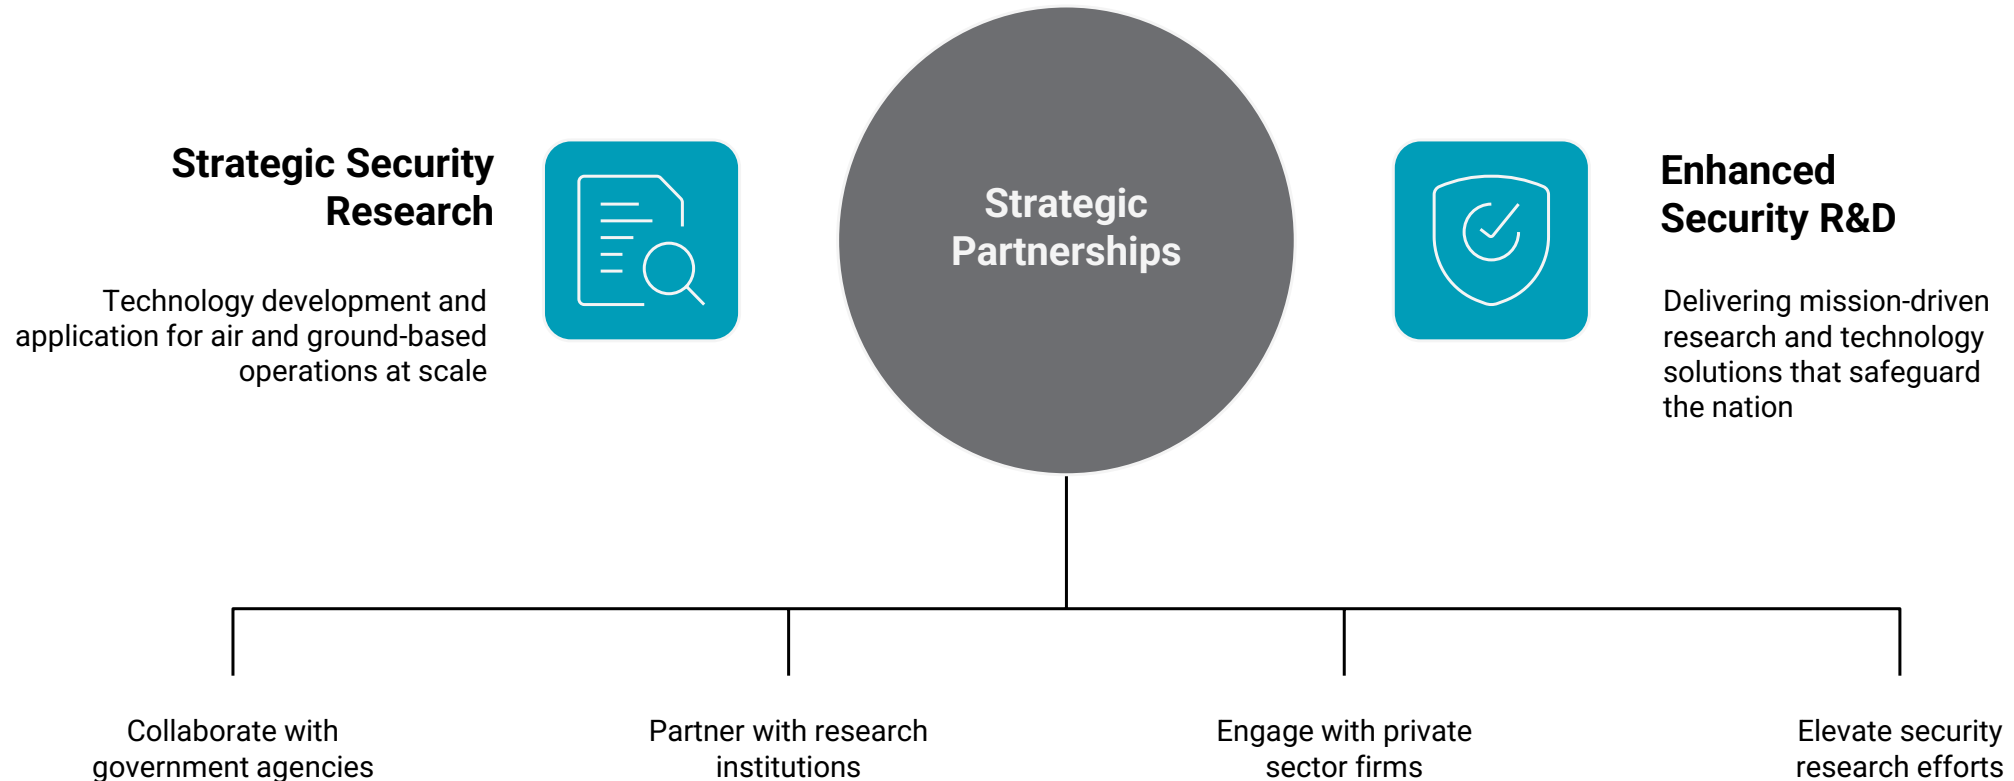 Strategic Security
Research
Technology development and
application for air and ground-based
operations at scale
Strategic
Partnerships
Enhanced
Security R&D
Delivering mission-driven
research and technology
solutions that safeguard
the nation
Collaborate with
government agencies
Partner with research
institutions
Engage with private
sector firms
Elevate security
research efforts